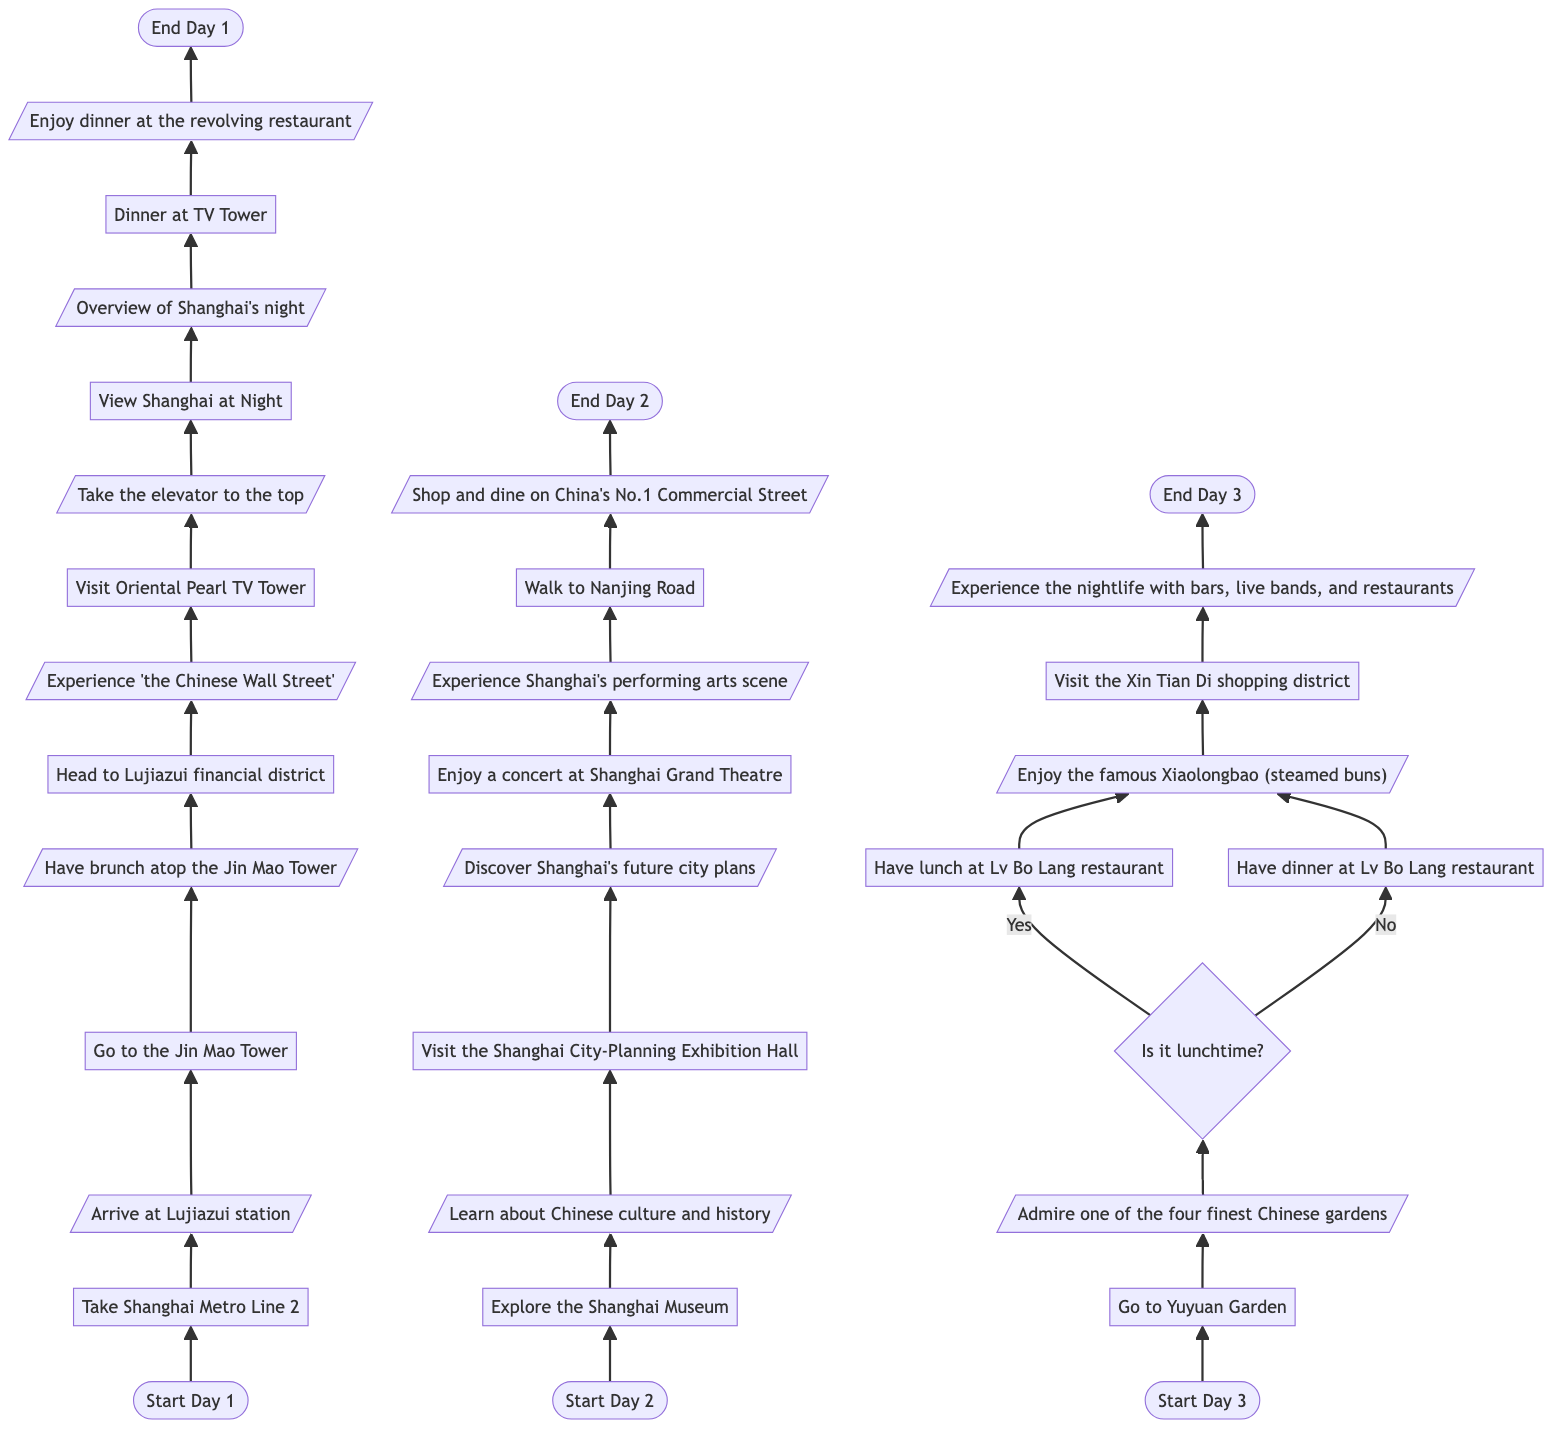 End Day 1
Enjoy dinner at the revolving restaurant
Dinner at TV Tower
Overview of Shanghai's night
View Shanghai at Night
Take the elevator to the top
Visit Oriental Pearl TV Tower
Experience 'the Chinese Wall Street'
Head to Lujiazui financial district
Have brunch atop the Jin Mao Tower
Go to the Jin Mao Tower
Arrive at Lujiazui station
Take Shanghai Metro Line 2
Start Day 1
End Day 2
Shop and dine on China's No.1 Commercial Street
Walk to Nanjing Road
Experience Shanghai's performing arts scene
Enjoy a concert at Shanghai Grand Theatre
Discover Shanghai's future city plans
Visit the Shanghai City-Planning Exhibition Hall
Learn about Chinese culture and history
Explore the Shanghai Museum
Start Day 2
End Day 3
Experience the nightlife with bars, live bands, and restaurants
Visit the Xin Tian Di shopping district
Enjoy the famous Xiaolongbao (steamed buns)
Have lunch at Lv Bo Lang restaurant
Have dinner at Lv Bo Lang restaurant
Yes
No
Is it lunchtime?
Admire one of the four finest Chinese gardens
Go to Yuyuan Garden
Start Day 3